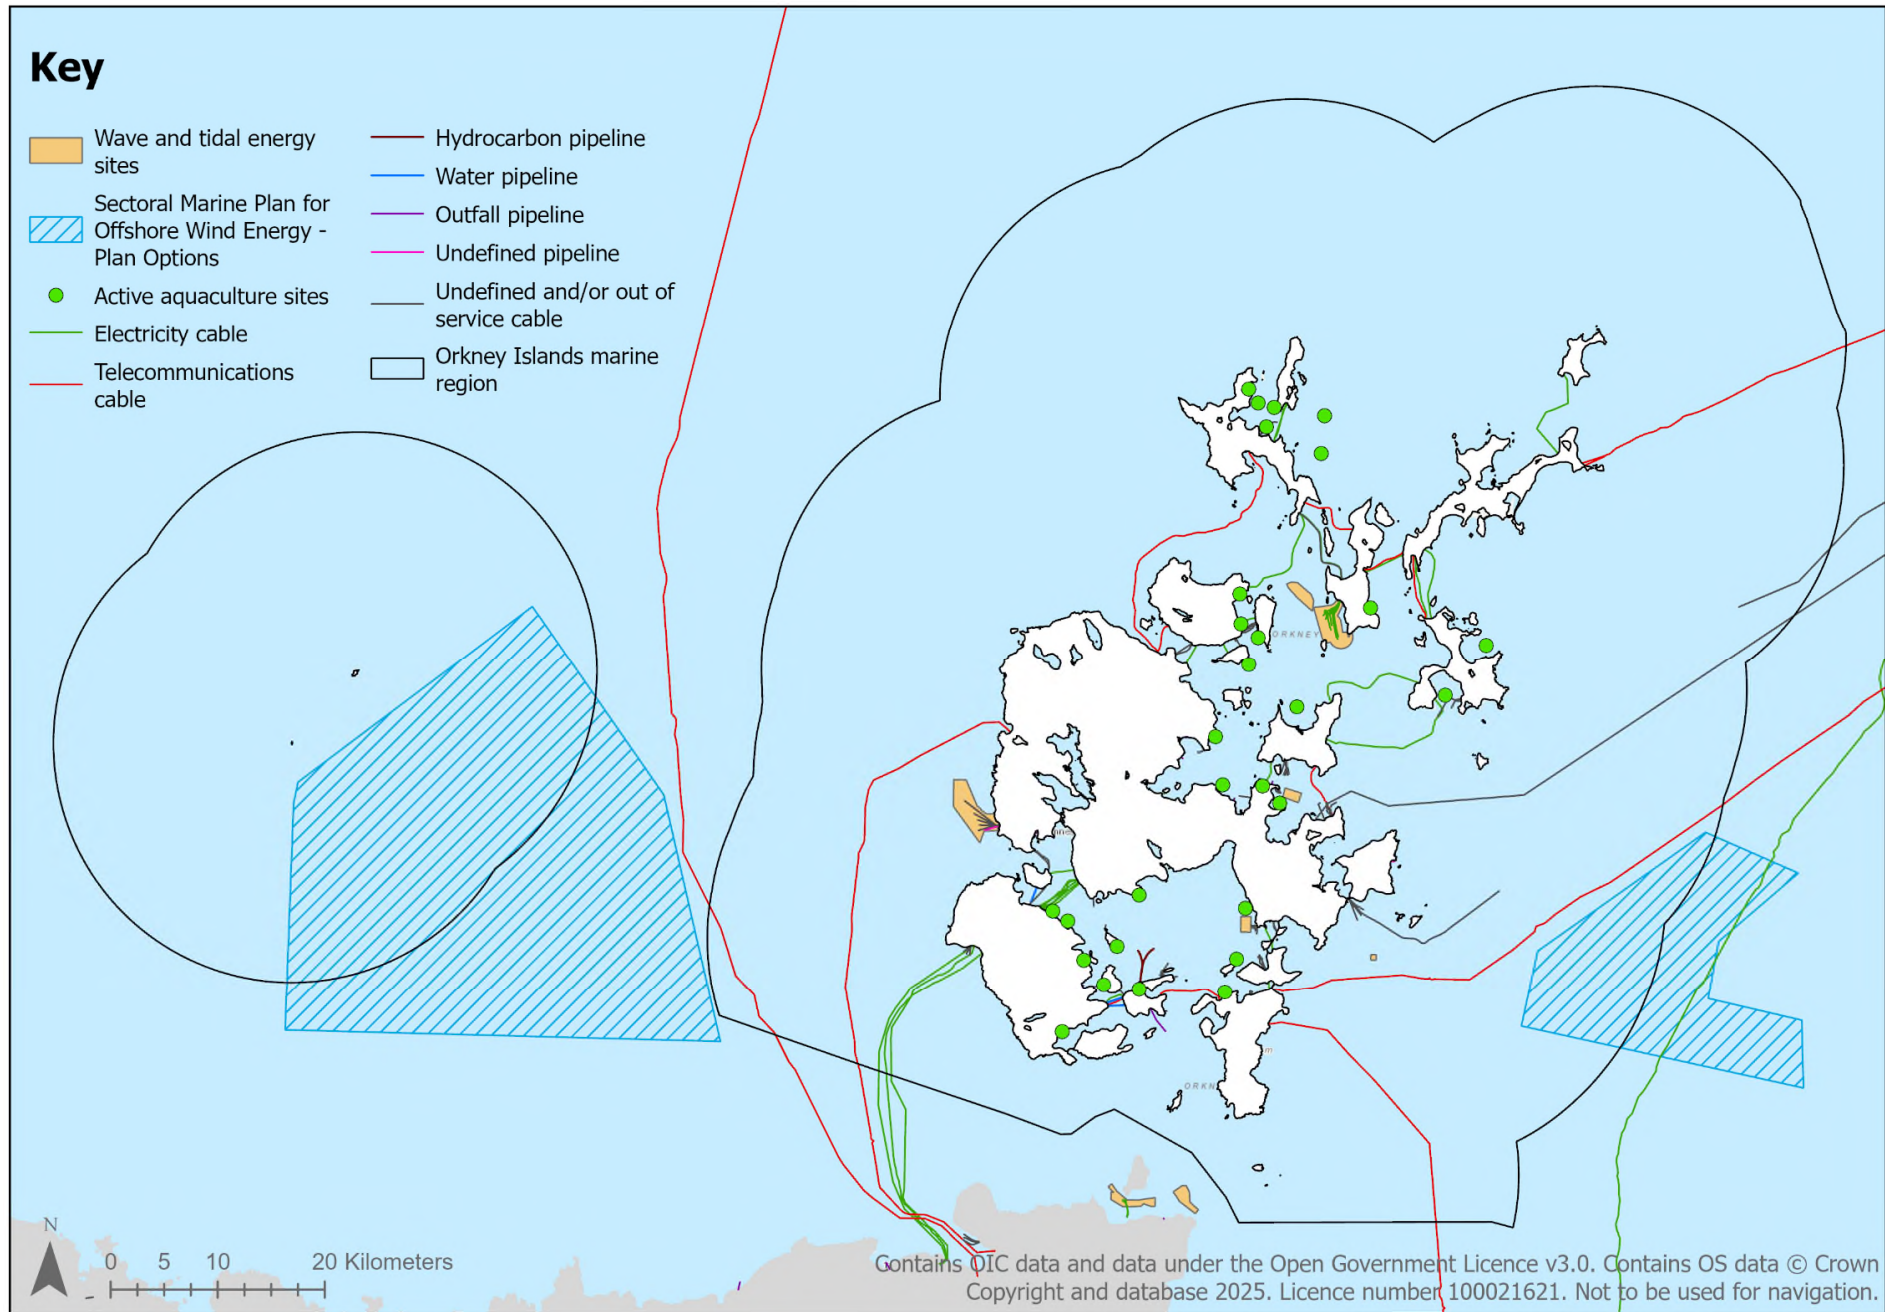 Key
Wave and tidal energy
sites
Sectoral Marine Plan for
Offshore Wind Energy -
Plan Options
Active aquaculture sites
Electricity cable
Telecommunications
cable
Hydrocarbon pipeline
Water pipeline
Outfall pipeline
Undefined pipeline
Undefined and/or out of
service cable
Orkney Islands marine
region
ORKNEY
N
0 5 10 20 Kilometers
Contains OIC data and data under the Open Government Licence v3.0. Contains OS data © Crown
Copyright and database 2025. Licence number 100021621. Not to be used for navigation.